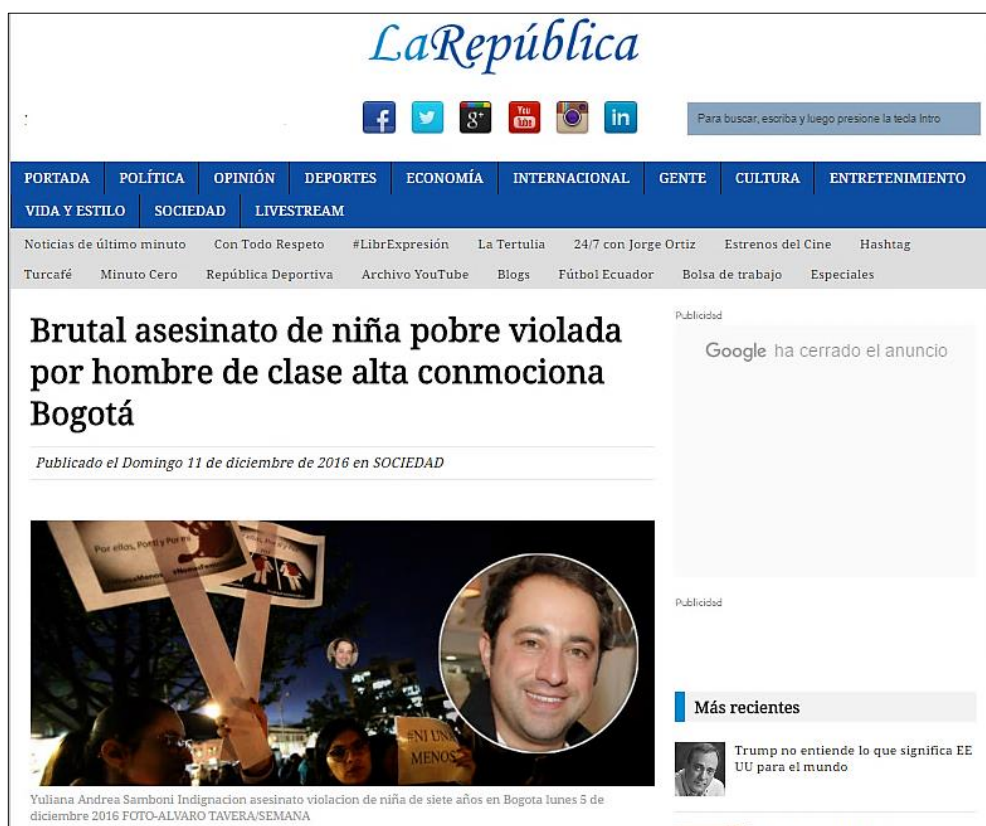 LaRepública
Para buscar, escriba y luego presione la tecla Intro
PORTADA POLÍTICA OPINIÓN DEPORTES ECONOMÍA INTERNACIONAL GENTE CULTURA ENTRETENIMIENTO
VIDA Y ESTILO SOCIEDAD LIVESTREAM
Noticias de último minuto Con Todo Respeto #LibrExpresión La Tertulia 24/7 con Jorge Ortiz Estrenos del Cine Hashtag
Turcafé Minuto Cero República Deportiva Archivo YouTube Blogs Fútbol Ecuador Bolsa de trabajo Especiales
Brutal asesinato de niña pobre violada
por hombre de clase alta conmociona
Bogotá
Publicado el Domingo 11 de diciembre de 2016 en SOCIEDAD
Por ellas, Por ti y Por mi
#NI UNA
MENOS
Yuliana Andrea Samboni Indignacion asesinato violacion de niña de siete años en Bogota lunes 5 de
diciembre 2016 FOTO-ALVARO TAVERA/SEMANA
Publicidad
Google ha cerrado el anuncio
Publicidad
Más recientes
Trump no entiende lo que significa EE
UU para el mundo